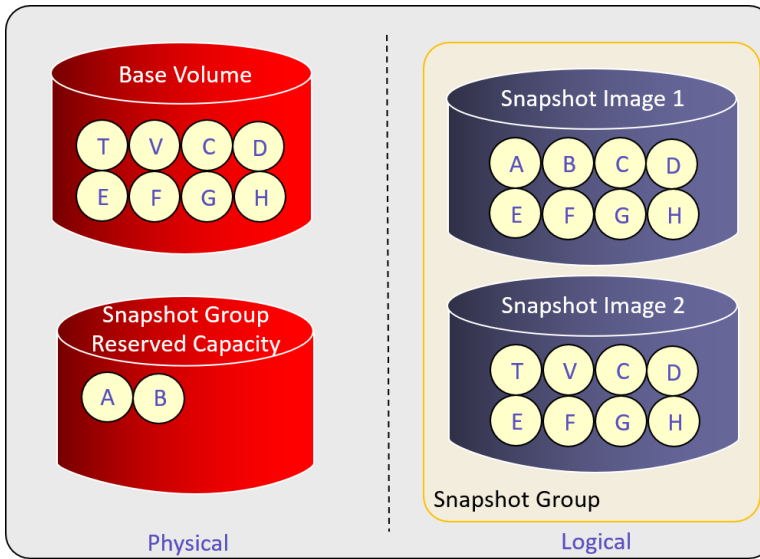 Base Volume
T V C D
E F G H
Snapshot Group
Reserved Capacity
A B
Physical
Snapshot Image 1
A B C D
E F G H
Snapshot Image 2
T V C D
E F G H
Snapshot Group
Logical